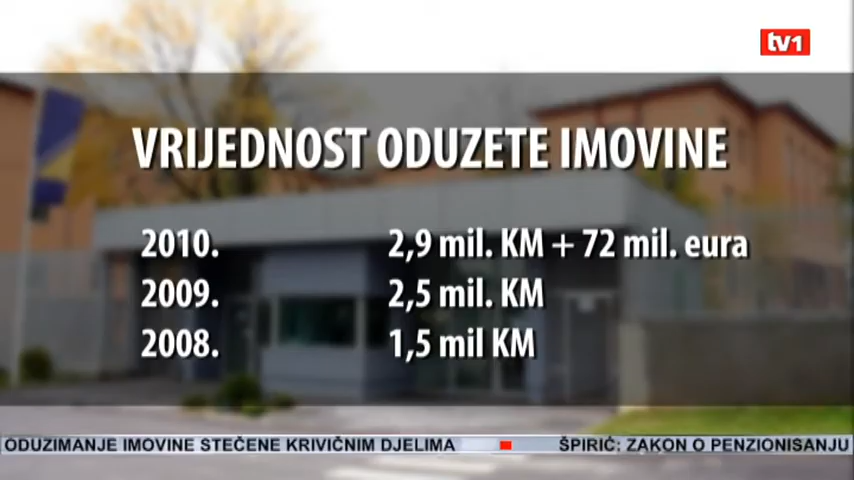 tv1
VRIJEDNOST ODUZETE IMOVINE
2010. 2,9 mil. KM + 72 mil. eura
2009. 2,5 mil. KM
2008. 1,5 mil KM
ODUZIMANJE IMOVINE STEČENE KRIVIČNIM DJELIMA ŠPIRIĆ: ZAKON O PENZIONISANJU